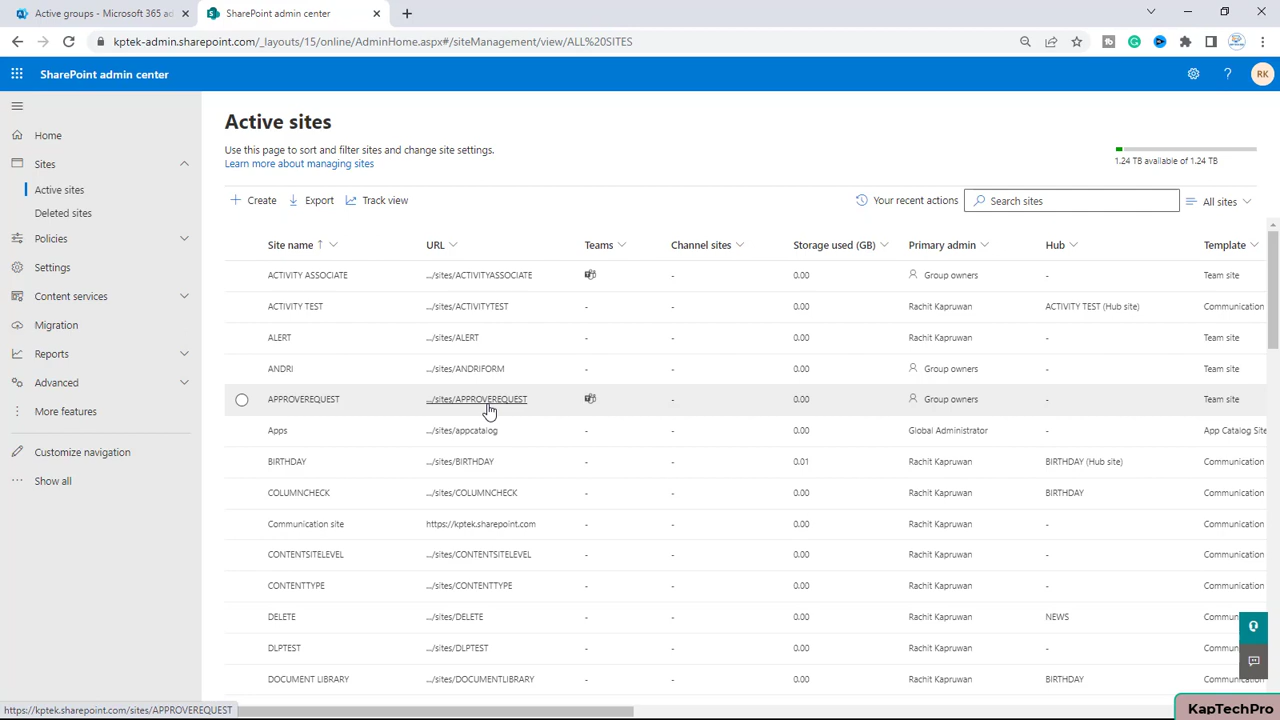 Active groups - Microsoft 365 ad
SharePoint admin center
kptek-admin.sharepoint.com/_layouts/15/online/AdminHome.aspx#/siteManagement/view/ALL%20SITES
SharePoint admin center
RK
Home
Sites
Active sites
Deleted sites
Policies
Settings
Content services
Migration
Reports
Advanced
More features
Customize navigation
Show all
Active sites
Use this page to sort and filter sites and change site settings.
Learn more about managing sites
1.24 TB available of 1.24 TB
Create Export Track view Your recent actions Search sites All sites
Site name URL Teams Channel sites Storage used (GB) Primary admin Hub Template
ACTIVITY ASSOCIATE .../sites/ACTIVITYASSOCIATE - 0.00 Group owners - Team site
ACTIVITY TEST .../sites/ACTIVITYTEST - - 0.00 Rachit Kapruwan ACTIVITY TEST (Hub site) Communication
ALERT .../sites/ALERT - - 0.00 Rachit Kapruwan - Team site
ANDRI .../sites/ANDRIFORM - - 0.00 Group owners - Team site
APPROVEREQUEST .../sites/APPROVEREQUEST - 0.00 Group owners - Team site
Apps .../sites/appcatalog - - 0.00 Global Administrator - App Catalog Site
BIRTHDAY .../sites/BIRTHDAY - - 0.01 Rachit Kapruwan BIRTHDAY (Hub site) Communication
COLUMNCHECK .../sites/COLUMNCHECK - - 0.00 Rachit Kapruwan BIRTHDAY Communication
Communication site https://kptek.sharepoint.com - - 0.00 Rachit Kapruwan - Communication
CONTENTSITELEVEL .../sites/CONTENTSITELEVEL - - 0.00 Rachit Kapruwan - Communication
CONTENTTYPE .../sites/CONTENTTYPE - - 0.00 Rachit Kapruwan - Communication
DELETE .../sites/DELETE - - 0.00 Rachit Kapruwan NEWS Commun
DLPTEST .../sites/DLPTEST - - 0.00 Rachit Kapruwan - Commun
DOCUMENT LIBRARY .../sites/DOCUMENTLIBRARY - - 0.00 Rachit Kapruwan BIRTHDAY Communication
https://kptek.sharepoint.com/sites/APPROVEREQUEST
KapTechPro